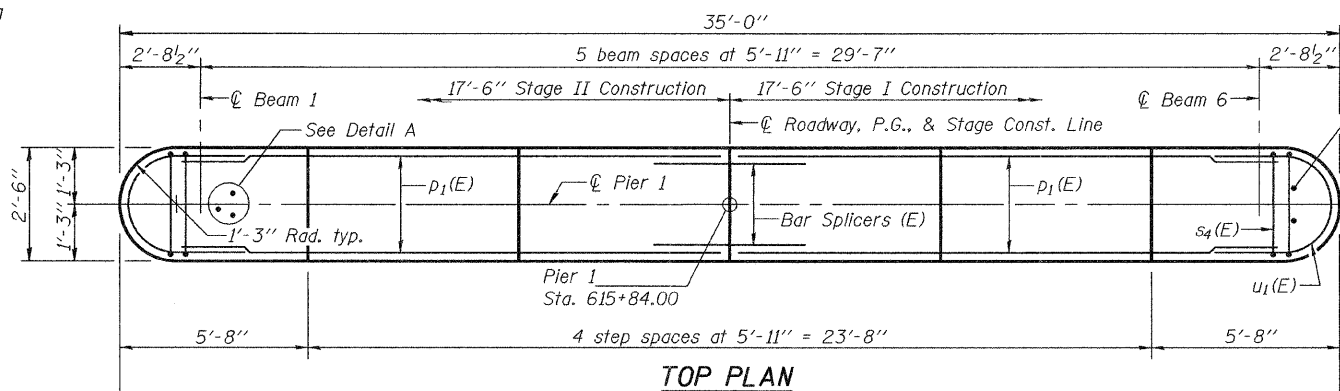 35'-0"
2'-8½"
5 beam spaces at 5'-11" = 29'-7"
2'-8½"
17'-6" Stage II Construction
17'-6" Stage I Construction
℄ Beam 1
℄ Beam 6
See Detail A
℄ Roadway, P.G., & Stage Const. Line
2'-6"
1'-3"
1'-3"
p₁(E)
℄ Pier 1
p₁(E)
Bar Splicers (E)
1'-3" Rad. typ.
s₄(E)
Pier 1
Sta. 615+84.00
u₁(E)
5'-8"
4 step spaces at 5'-11" = 23'-8"
5'-8"
TOP PLAN